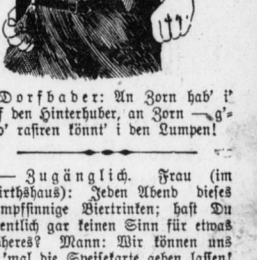 Dorfbader: An Zorn hab' i'
f den Hinterhuber, an Zorn — g'=
o' rasiren könnt' i den Lumpen!
— Zugänglich. Frau (im
irthshaus): Jeden Abend dieses
mpfsinnige Biertrinken; hast Du
entlich gar keinen Sinn für etwas
heres? Mann: Wir können uns
'mal die Speisekarte geben lassen!